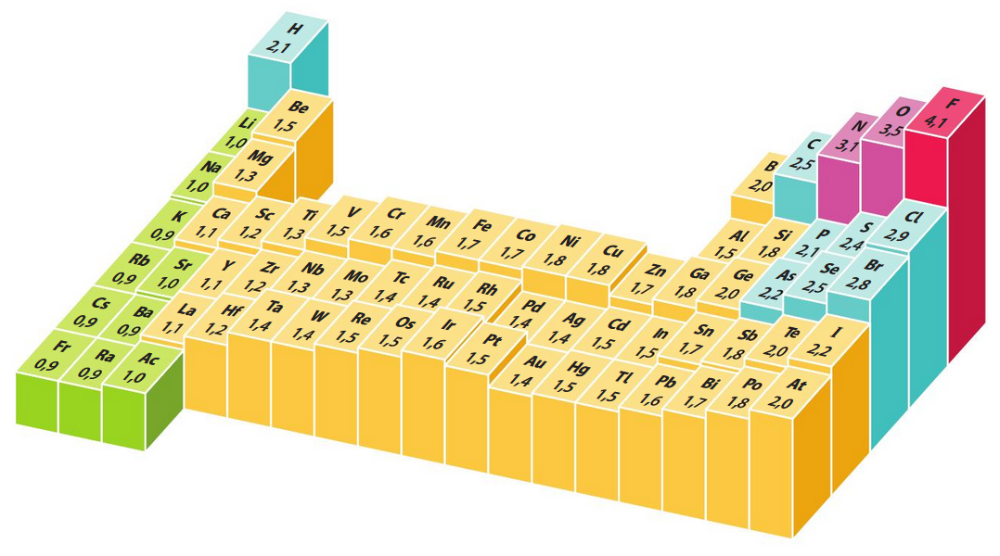 H
2,1
Li
1,0
Be
1,5
B
2,0
C
2,5
N
3,1
O
3,5
F
4,1
Na
1,0
Mg
1,3
Al
1,5
Si
1,8
P
2,1
S
2,4
Cl
2,9
K
0,9
Ca
1,1
Sc
1,2
Ti
1,3
V
1,5
Cr
1,6
Mn
1,6
Fe
1,7
Co
1,7
Ni
1,8
Cu
1,8
Zn
1,7
Ga
1,8
Ge
2,0
As
2,2
Se
2,5
Br
2,8
Rb
0,9
Sr
1,0
Y
1,1
Zr
1,2
Nb
1,3
Mo
1,3
Tc
1,4
Ru
1,4
Rh
1,5
Pd
1,4
Ag
1,4
Cd
1,5
In
1,5
Sn
1,7
Sb
1,8
Te
2,0
I
2,2
Cs
0,9
Ba
0,9
La
1,1
Hf
1,2
Ta
1,4
W
1,4
Re
1,5
Os
1,5
Ir
1,6
Pt
1,5
Au
1,4
Hg
1,5
Tl
1,5
Pb
1,6
Bi
1,7
Po
1,8
At
2,0
Fr
0,9
Ra
0,9
Ac
1,0